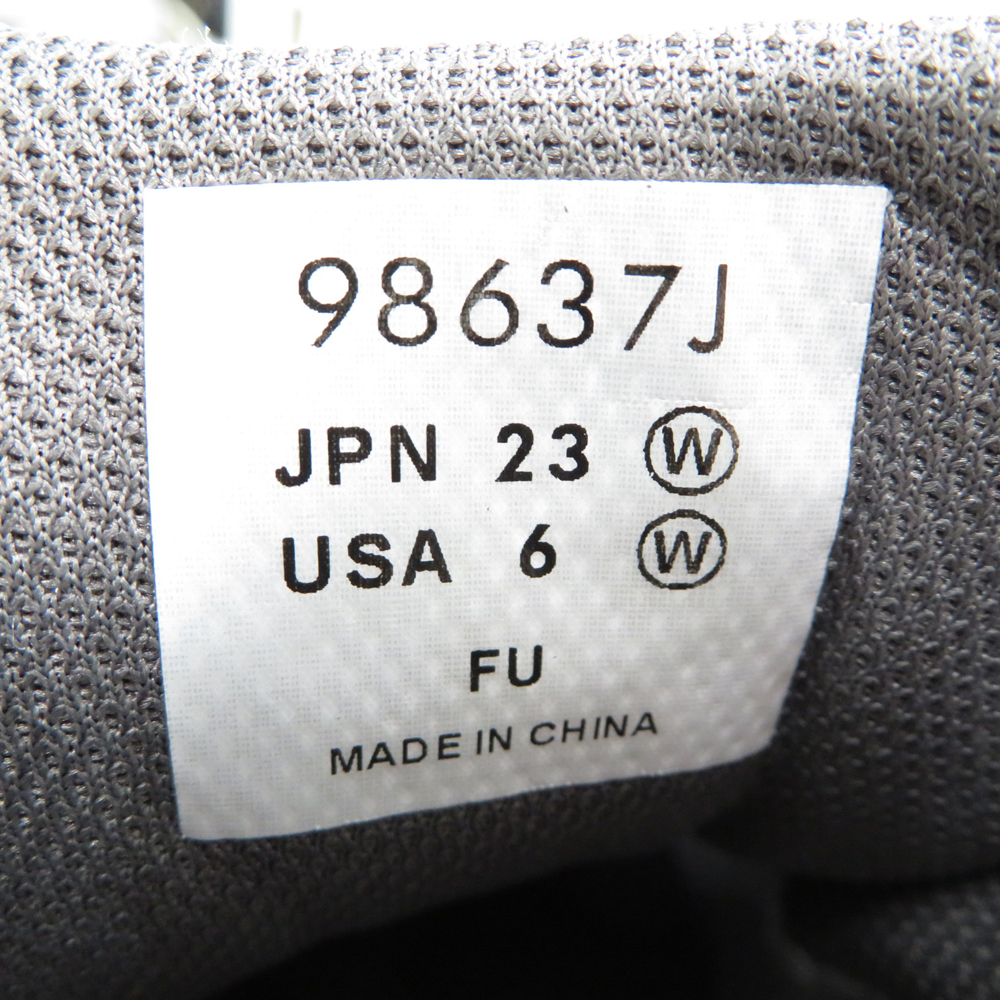 98637J
JPN 23 Ⓦ
USA 6 Ⓦ
FU
MADE IN CHINA